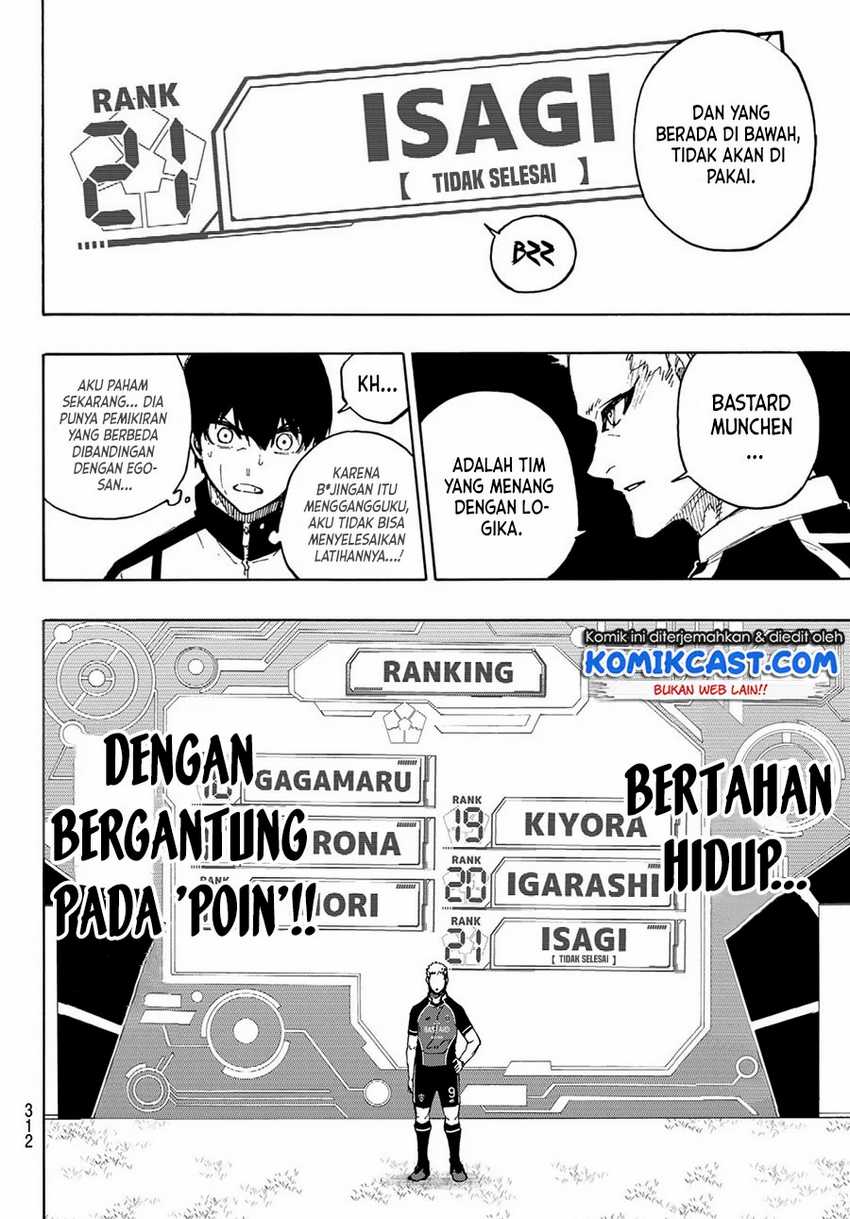 RANK
21
ISAGI
【 TIDAK SELESAI 】
DAN YANG
BERADA DI BAWAH,
TIDAK AKAN DI
PAKAI.
BASTARD
MUNCHEN
...
ADALAH TIM
YANG MENANG
DENGAN LO-
GIKA.
KH...
KARENA
B*JINGAN ITU
MENGGANGGUKU,
AKU TIDAK BISA
MENYELESAIKAN
LATIHANNYA...!
AKU PAHAM
SEKARANG... DIA
PUNYA PEMIKIRAN
YANG BERBEDA
DIBANDINGAN
DENGAN EGO-
SAN...
Komik ini diterjemahkan & diedit oleh
KOMIKCAST.COM
BUKAN WEB LAIN!!
RANKING
BERTAHAN
HIDUP...
DENGAN
BERGANTUNG
PADA 'POIN'!!
GAGAMARU
RONA
RANK
19
KIYORA
RANK
20
IGARASHI
RANK
21
ISAGI
[ TIDAK SELESAI ]
BASTARD
9
312